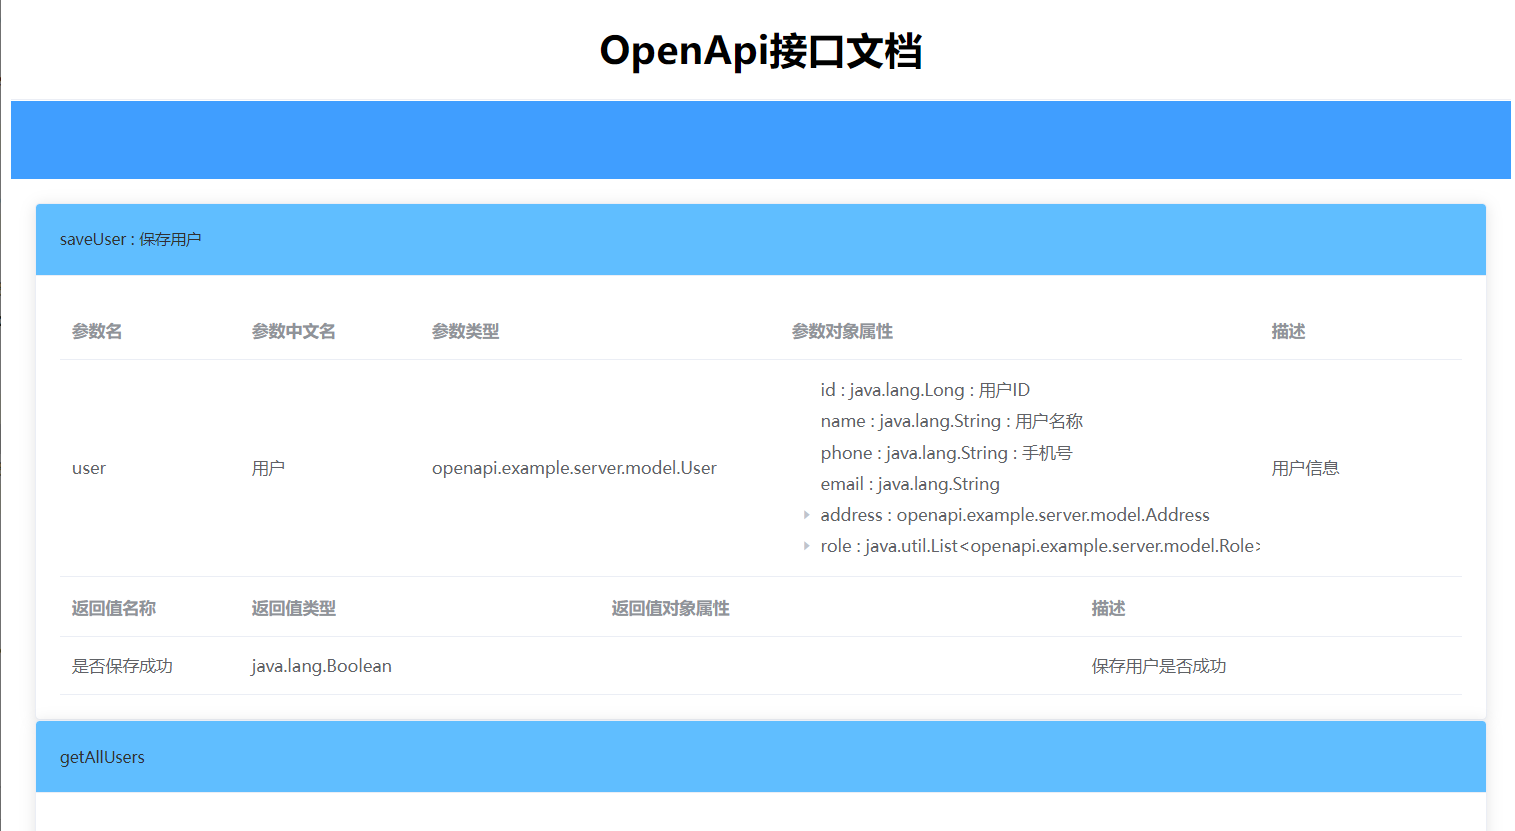 OpenApi接口文档
saveUser : 保存用户
参数名 参数中文名 参数类型 参数对象属性 描述
id : java.lang.Long : 用户ID
name : java.lang.String : 用户名称
phone : java.lang.String : 手机号
user 用户 openapi.example.server.model.User 用户信息
email : java.lang.String
address : openapi.example.server.model.Address
role : java.util.List<openapi.example.server.model.Role>
返回值名称 返回值类型 返回值对象属性 描述
是否保存成功 java.lang.Boolean 保存用户是否成功
getAllUsers